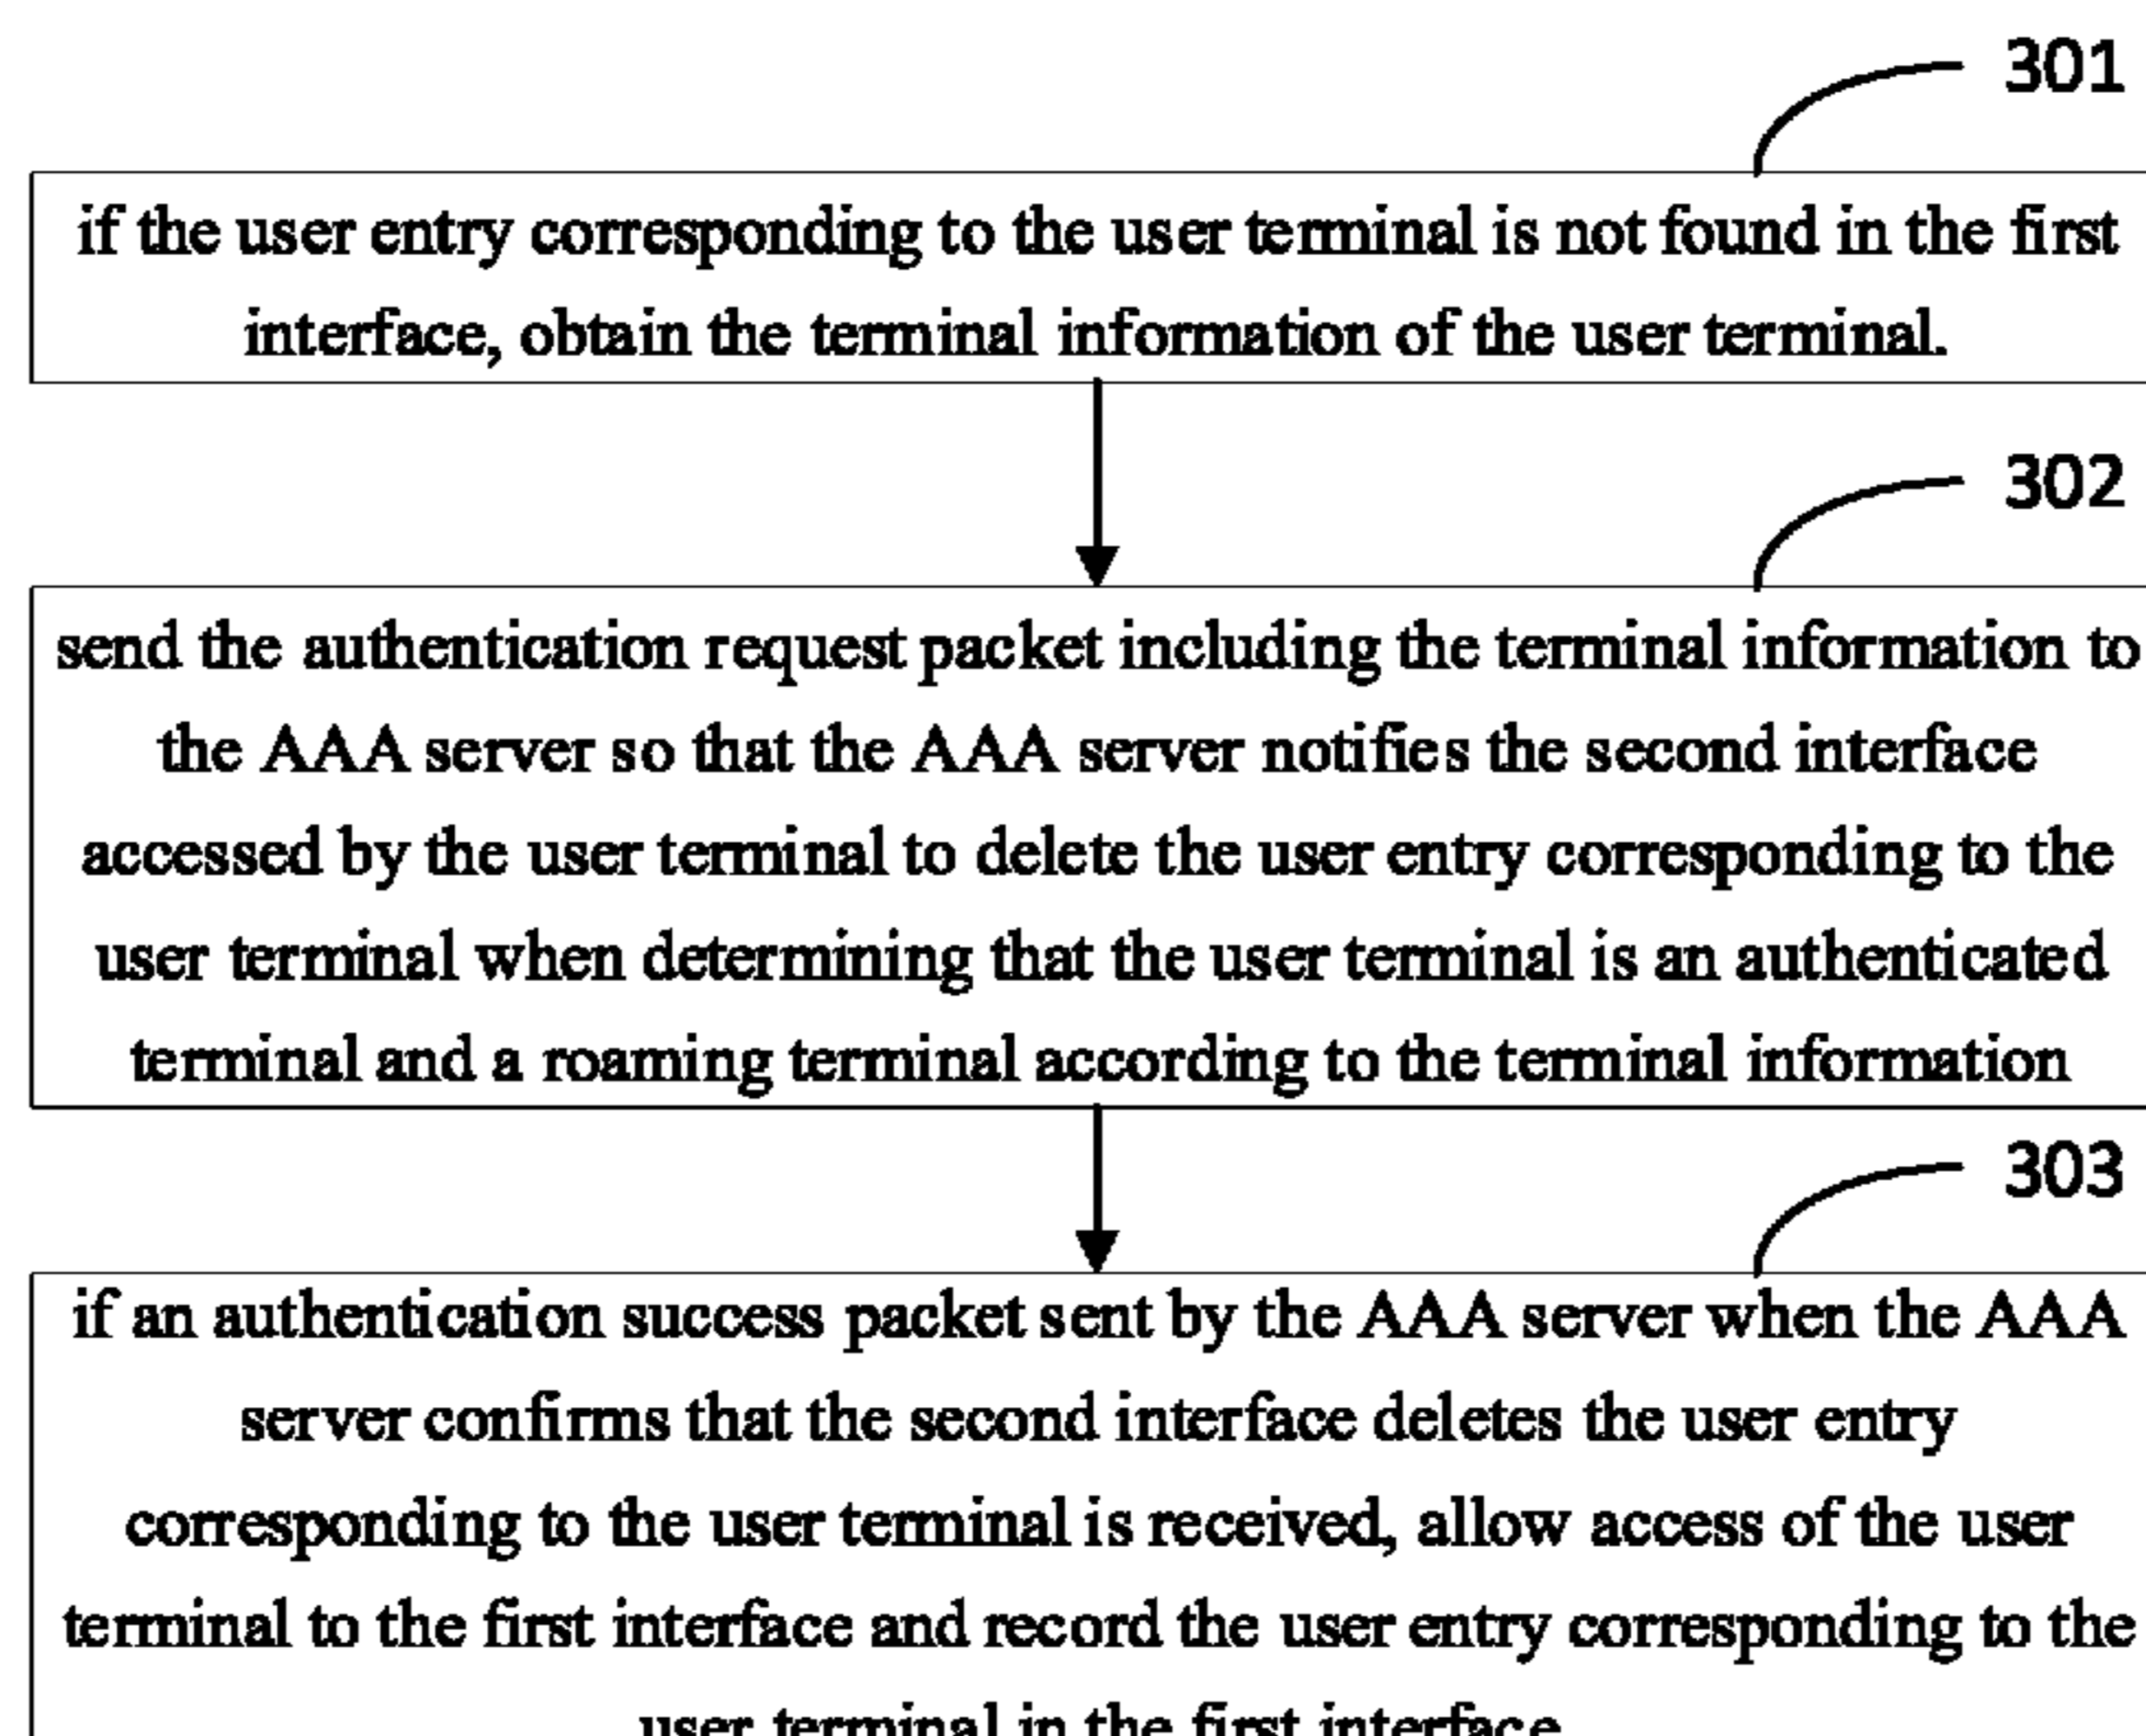 301
if the user entry corresponding to the user terminal is not found in the first
interface, obtain the terminal information of the user terminal.
302
send the authentication request packet including the terminal information to
the AAA server so that the AAA server notifies the second interface
accessed by the user terminal to delete the user entry corresponding to the
user terminal when determining that the user terminal is an authenticated
terminal and a roaming terminal according to the terminal information
303
if an authentication success packet sent by the AAA server when the AAA
server confirms that the second interface deletes the user entry
corresponding to the user terminal is received, allow access of the user
terminal to the first interface and record the user entry corresponding to the
user terminal in the first interface